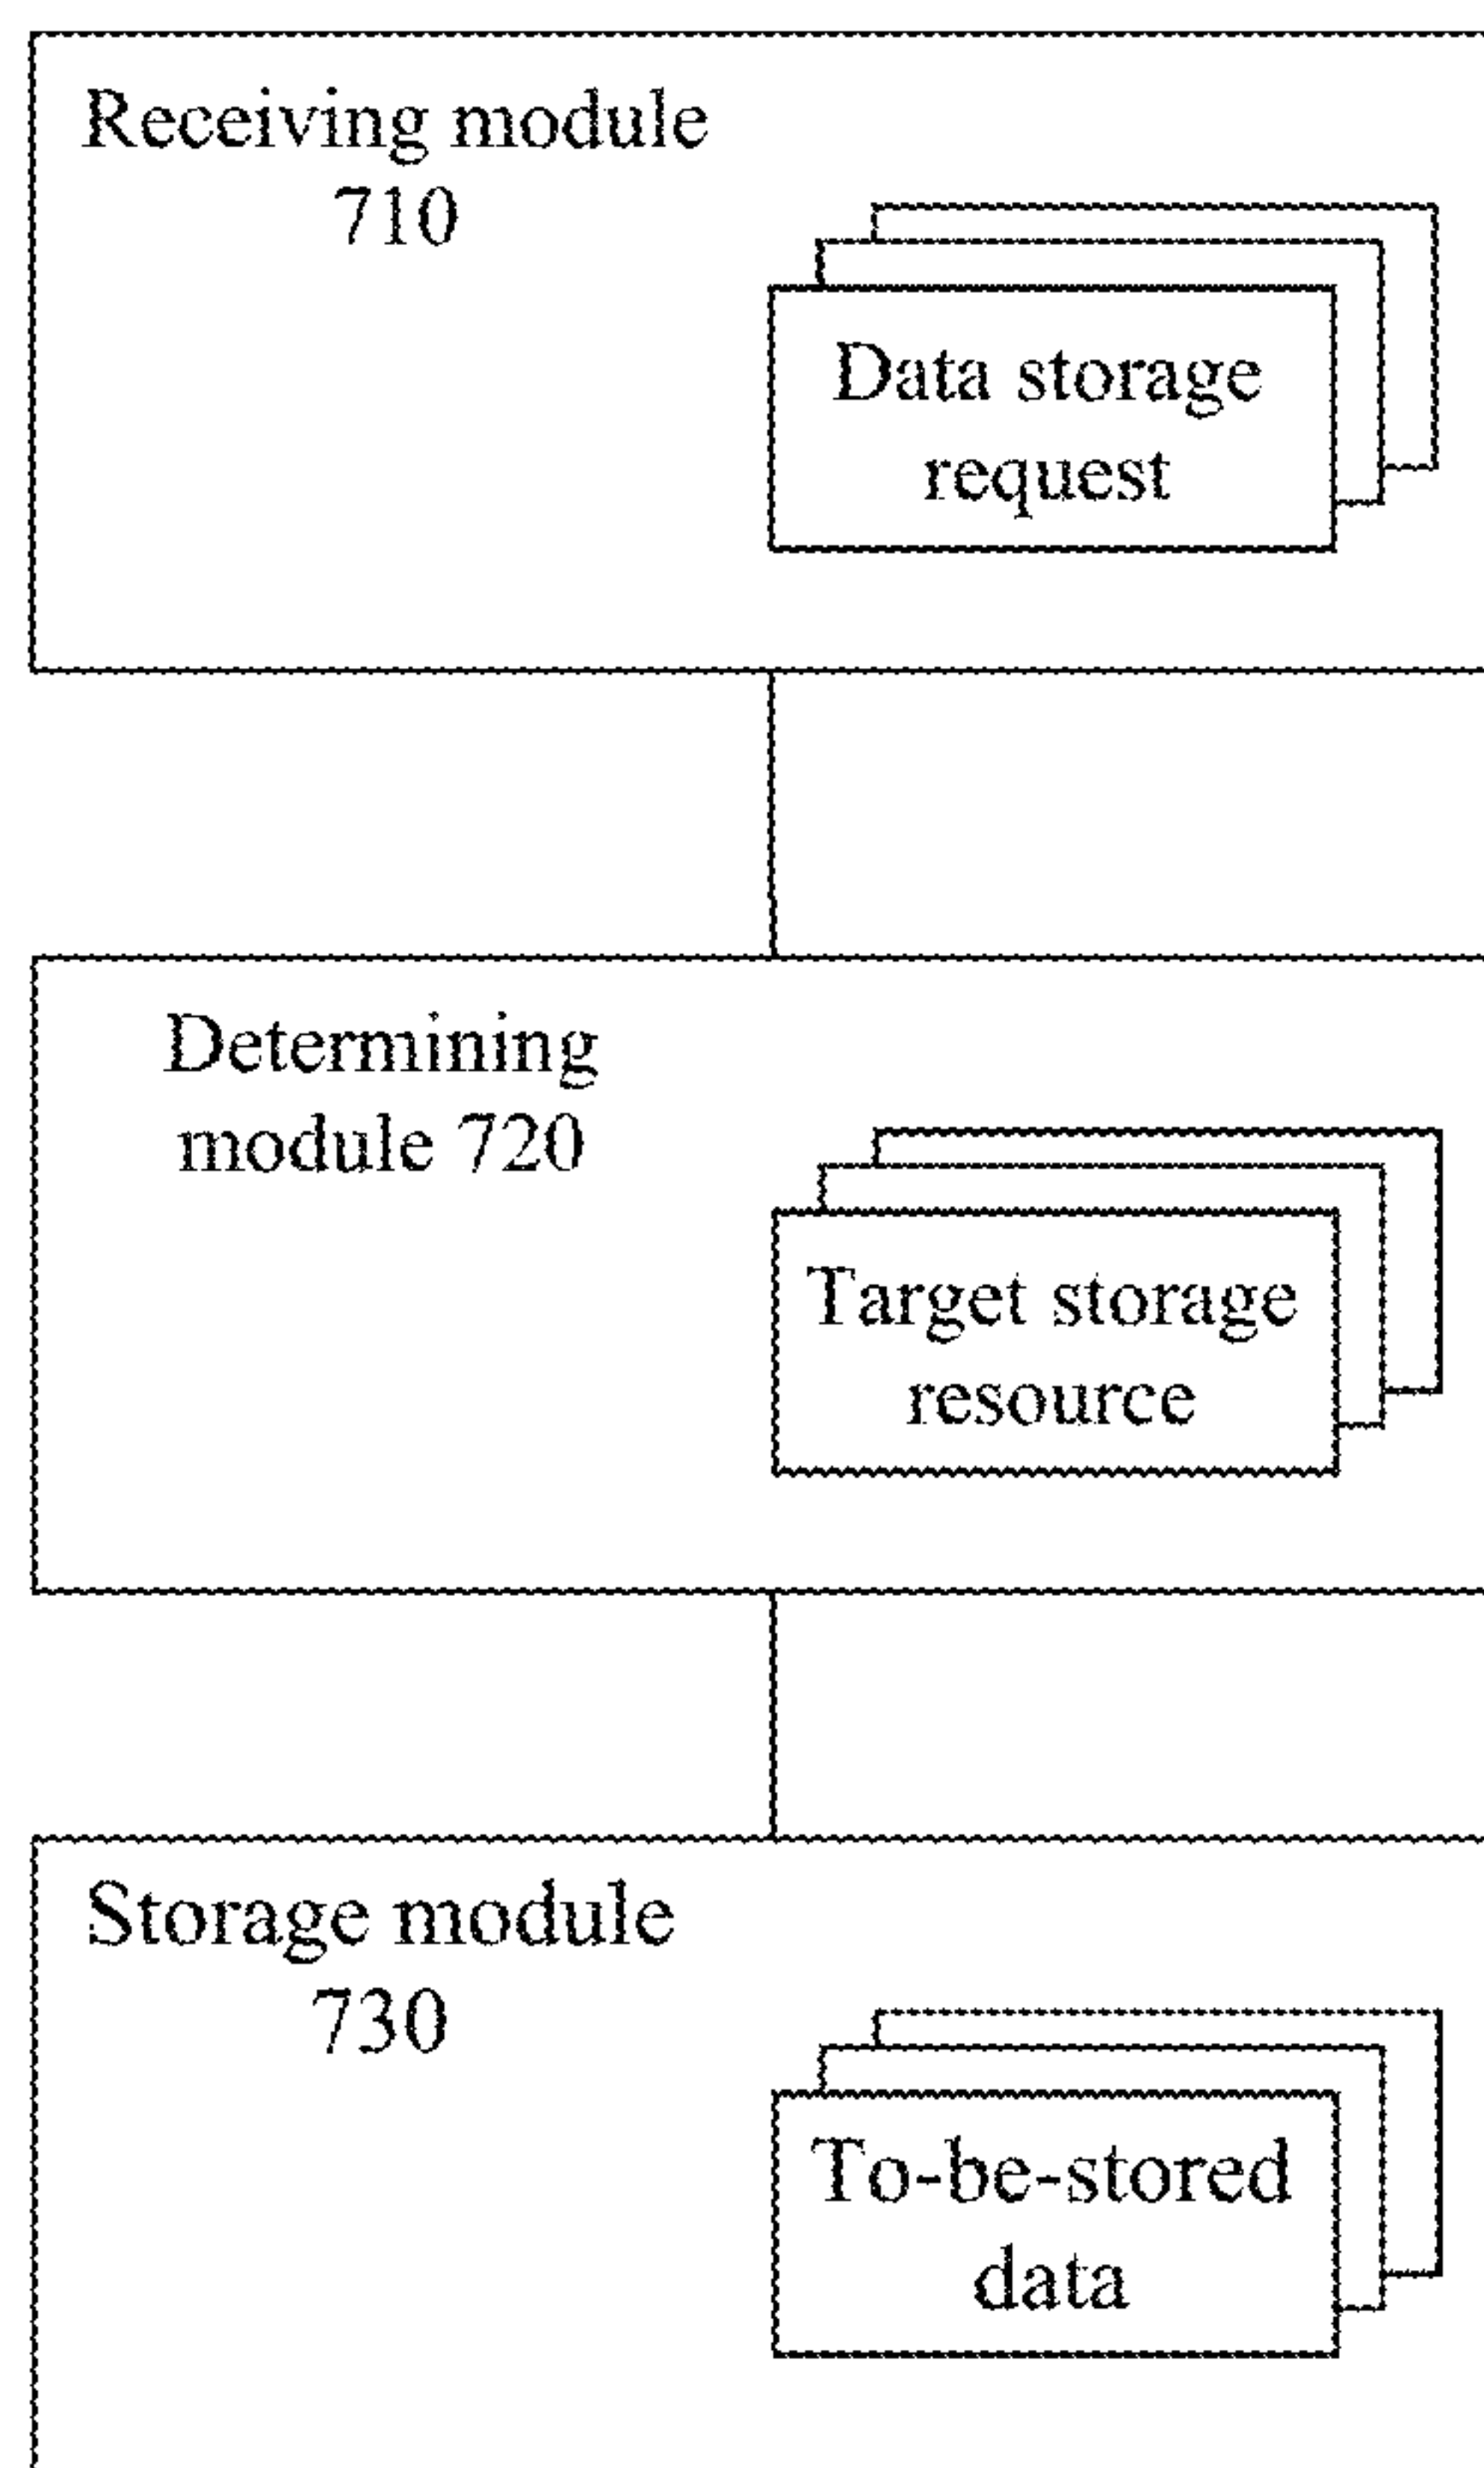 Receiving module
710
Data storage
request
Determining
module 720
Target storage
resource
Storage module
730
To-be-stored
data